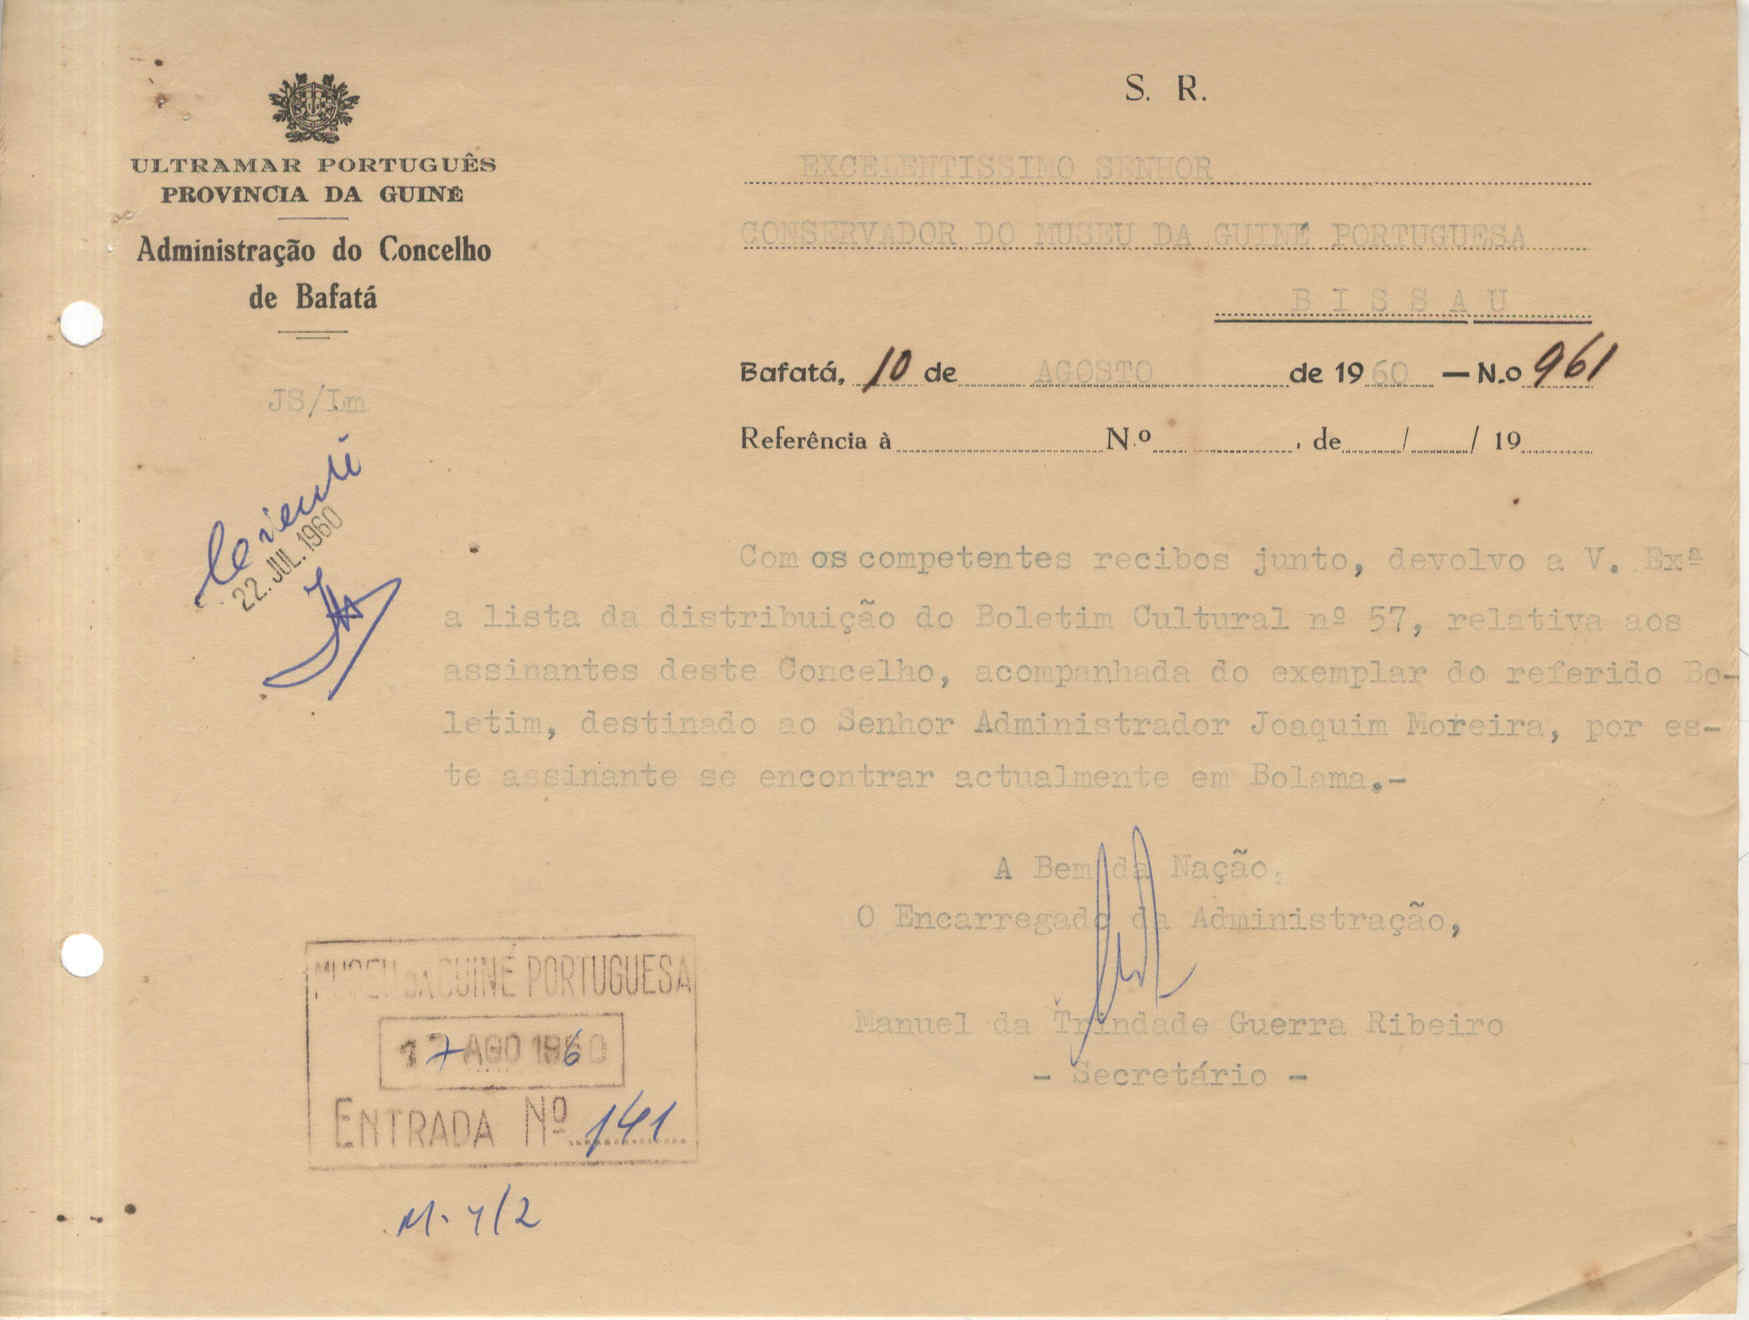 ULTRAMAR PORTUGUÊS
PROVÍNCIA DA GUINÉ
Administração do Concelho
de Bafatá
JS/Im
22. JUL. 1960
S. R.
EXCELENTISSIMO SENHOR
CONSERVADOR DO MUSEU DA GUINÉ PORTUGUESA
BISSAU
Bafatá, 10 de AGOSTO de 1960 — N.o 961
Referência à N.º , de / / 19
Com os competentes recibos junto, devolvo a V. Exª
a lista da distribuição do Boletim Cultural nº 57, relativa aos
assinantes deste Concelho, acompanhada do exemplar do referido Bo-
letim, destinado ao Senhor Administrador Joaquim Moreira, por es-
te assinante se encontrar actualmente em Bolama.-
A Bem da Nação,
O Encarregado da Administração,
Manuel da Trindade Guerra Ribeiro
- Secretário -
MUSEU DA GUINÉ PORTUGUESA
17 AGO 1960
ENTRADA Nº 141